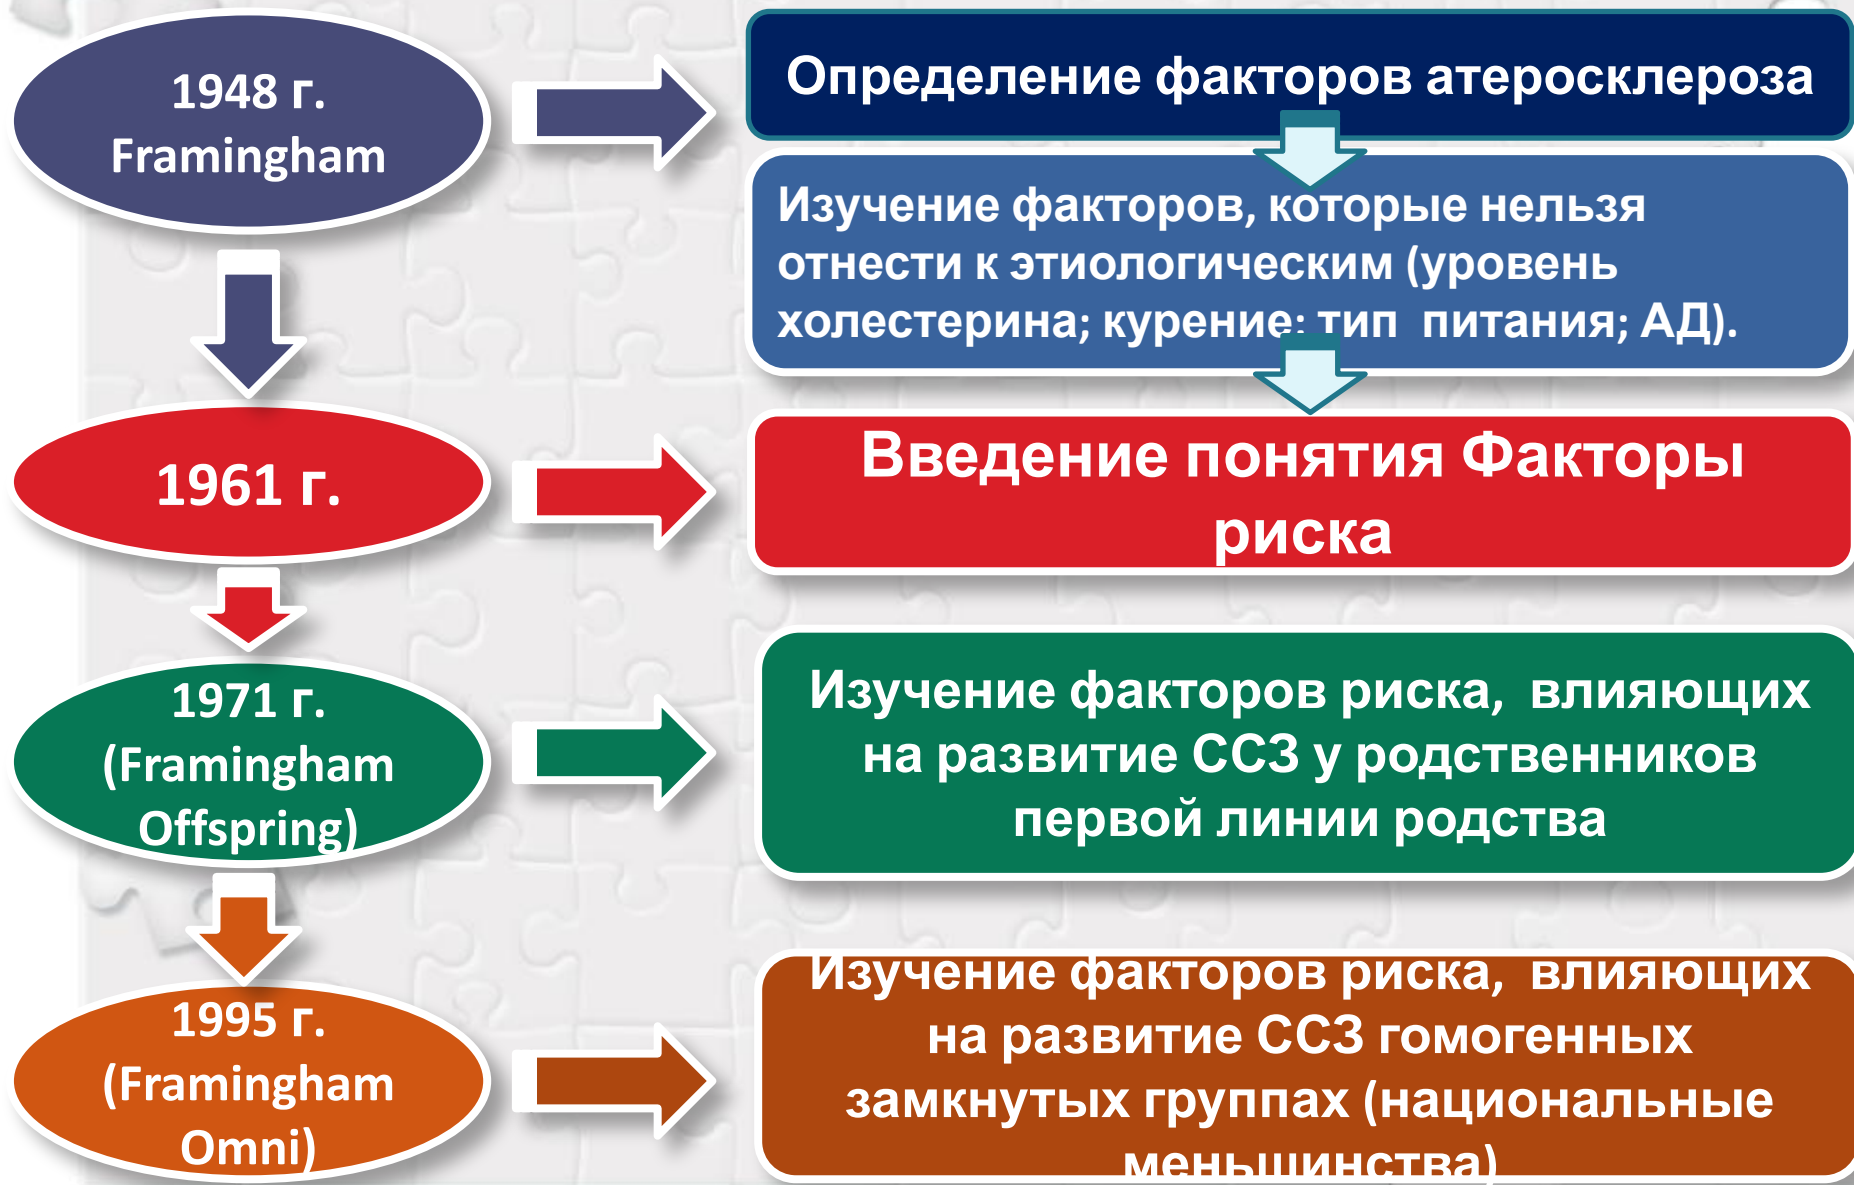 1948 г.
Framingham
Определение факторов атеросклероза
Изучение факторов, которые нельзя
отнести к этиологическим (уровень
холестерина; курение; тип питания; АД).
1961 г.
Введение понятия Факторы
риска
1971 г.
(Framingham
Offspring)
Изучение факторов риска, влияющих
на развитие ССЗ у родственников
первой линии родства
1995 г.
(Framingham
Omni)
Изучение факторов риска, влияющих
на развитие ССЗ гомогенных
замкнутых группах (национальные
меньшинства)